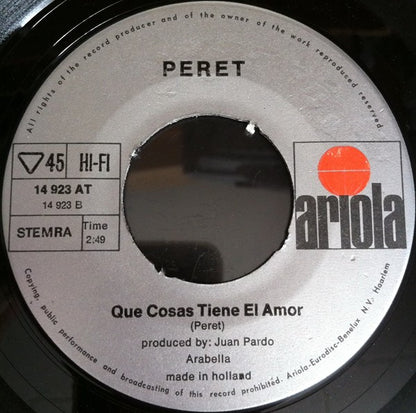 All rights of the record producer and of the owner of the work reproduced reserved.
PERET
▽45 HI-FI
14 923 AT
14 923 B
STEMRA
Time
2:49
ariola
Que Cosas Tiene El Amor
(Peret)
produced by: Juan Pardo
Arabella
made in holland
Copying, public performance and broadcasting of this record prohibited. Ariola-Eurodisc-Benelux N.V. Haarlem